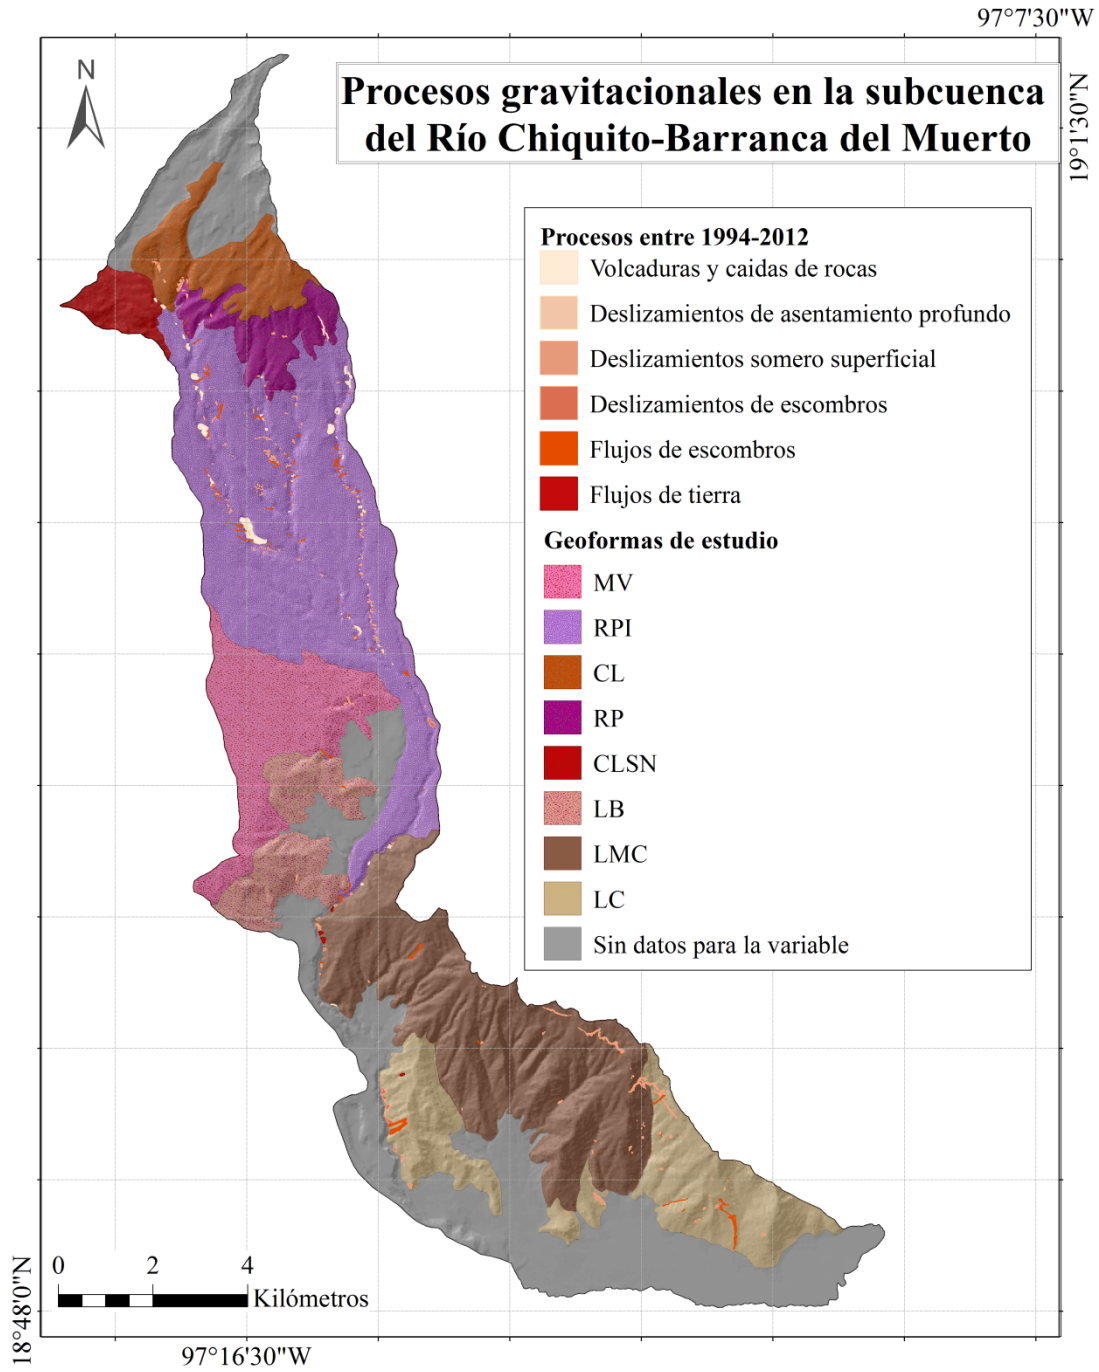 97°7'30"W
N
Procesos gravitacionales en la subcuenca
del Río Chiquito-Barranca del Muerto
19°1'30"N
Procesos entre 1994-2012
Volcaduras y caidas de rocas
Deslizamientos de asentamiento profundo
Deslizamientos somero superficial
Deslizamientos de escombros
Flujos de escombros
Flujos de tierra
Geoformas de estudio
MV
RPI
CL
RP
CLSN
LB
LMC
LC
Sin datos para la variable
0 2 4
Kilómetros
18°48'0"N
97°16'30"W